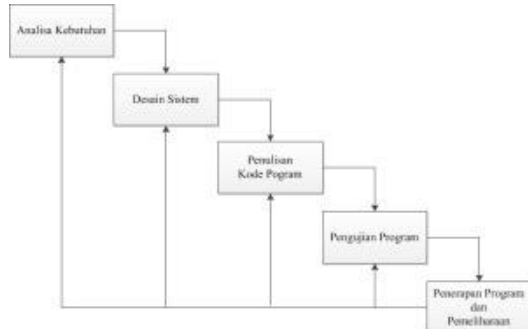 Analisa Kebutuhan
Desain Sistem
Penulisan
Kode Pogram
Pengujian Program
Penerapan Program
dan
Pemeliharaan